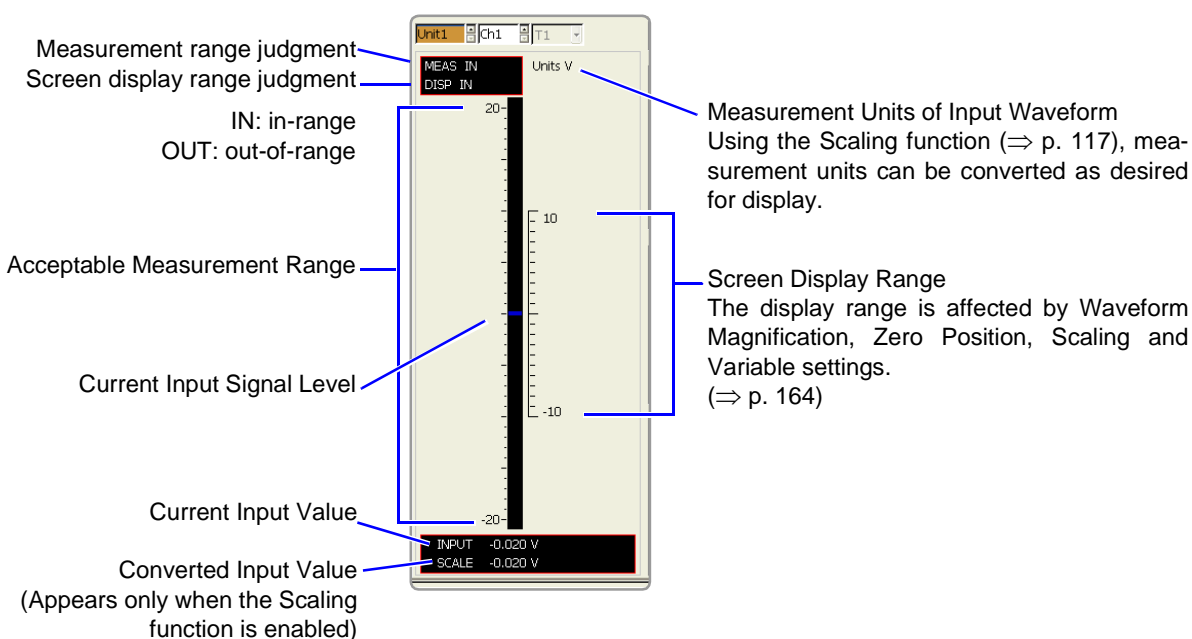 Unit1 Ch1 T1
Measurement range judgment
Screen display range judgment
IN: in-range
OUT: out-of-range
Acceptable Measurement Range
Current Input Signal Level
Current Input Value
Converted Input Value
(Appears only when the Scaling
function is enabled)
MEAS IN
DISP IN
Units V
20
10
-10
-20
INPUT -0.020 V
SCALE -0.020 V
Measurement Units of Input Waveform
Using the Scaling function (⇒ p. 117), mea-
surement units can be converted as desired
for display.
Screen Display Range
The display range is affected by Waveform
Magnification, Zero Position, Scaling and
Variable settings.
(⇒ p. 164)